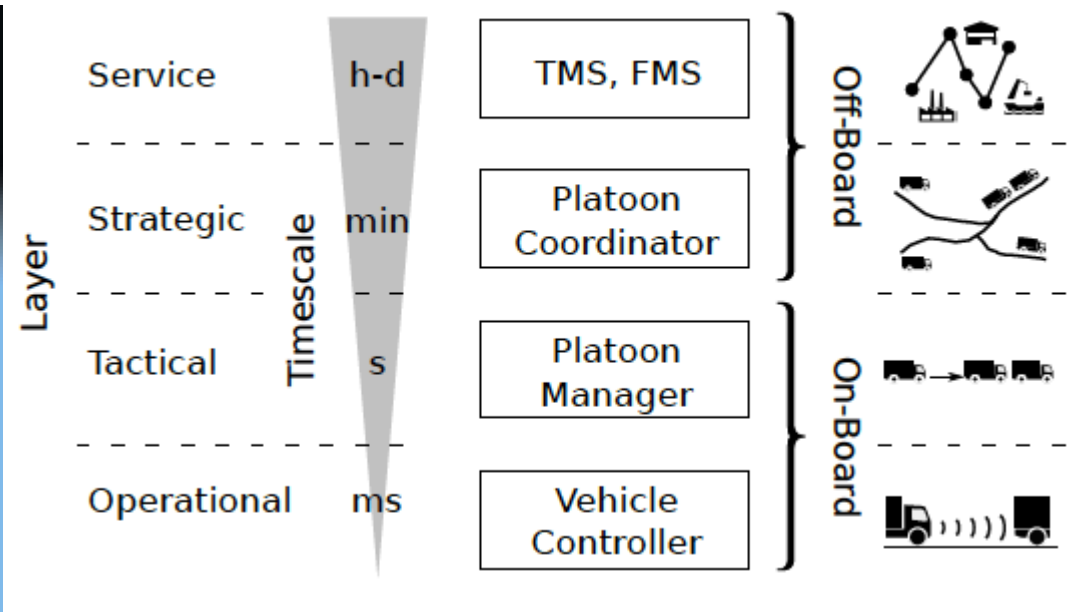 Layer
Timescale
Service
h-d
TMS, FMS
Strategic
min
Platoon
Coordinator
Off-Board
Tactical
s
Platoon
Manager
Operational
ms
Vehicle
Controller
On-Board